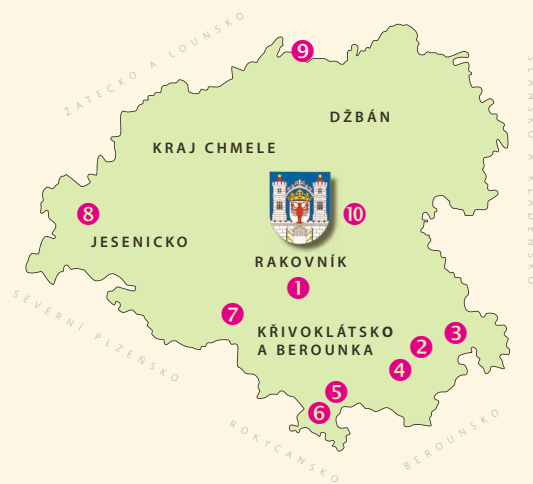 ŽATECKO A LOUNSKO
9
DŽBÁN
SLÁNSKO A KLADENSKO
KRAJ CHMELE
8
10
JESENICKO
RAKOVNÍK
1
SEVERNÍ PLZEŇSKO
7
KŘIVOKLÁTSKO
A BEROUNKA
3
2
4
5
6
ROKYCANSKO
BEROUNSKO